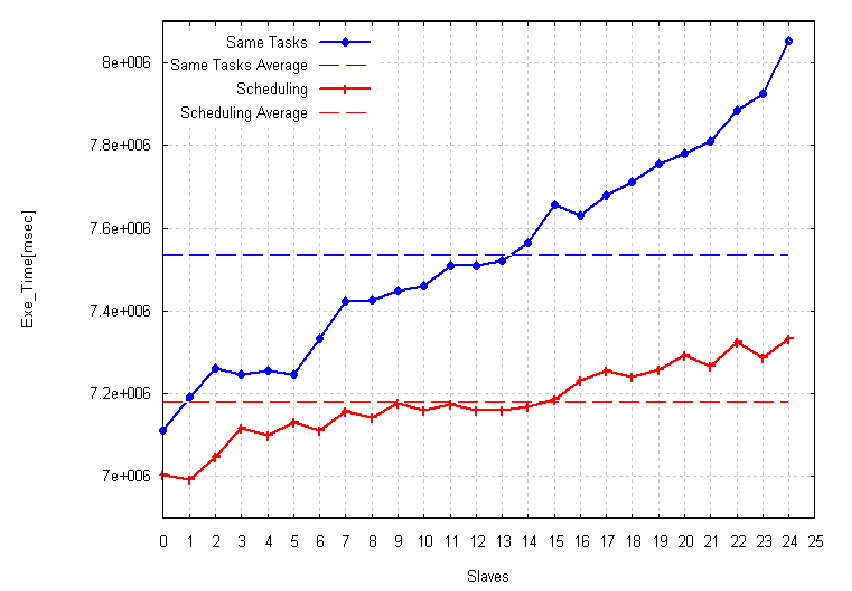 Same Tasks
Same Tasks Average
Scheduling
Scheduling Average
8e+006
7.8e+006
7.6e+006
7.4e+006
7.2e+006
7e+006
Exe_Time[msec]
0 1 2 3 4 5 6 7 8 9 10 11 12 13 14 15 16 17 18 19 20 21 22 23 24 25
Slaves